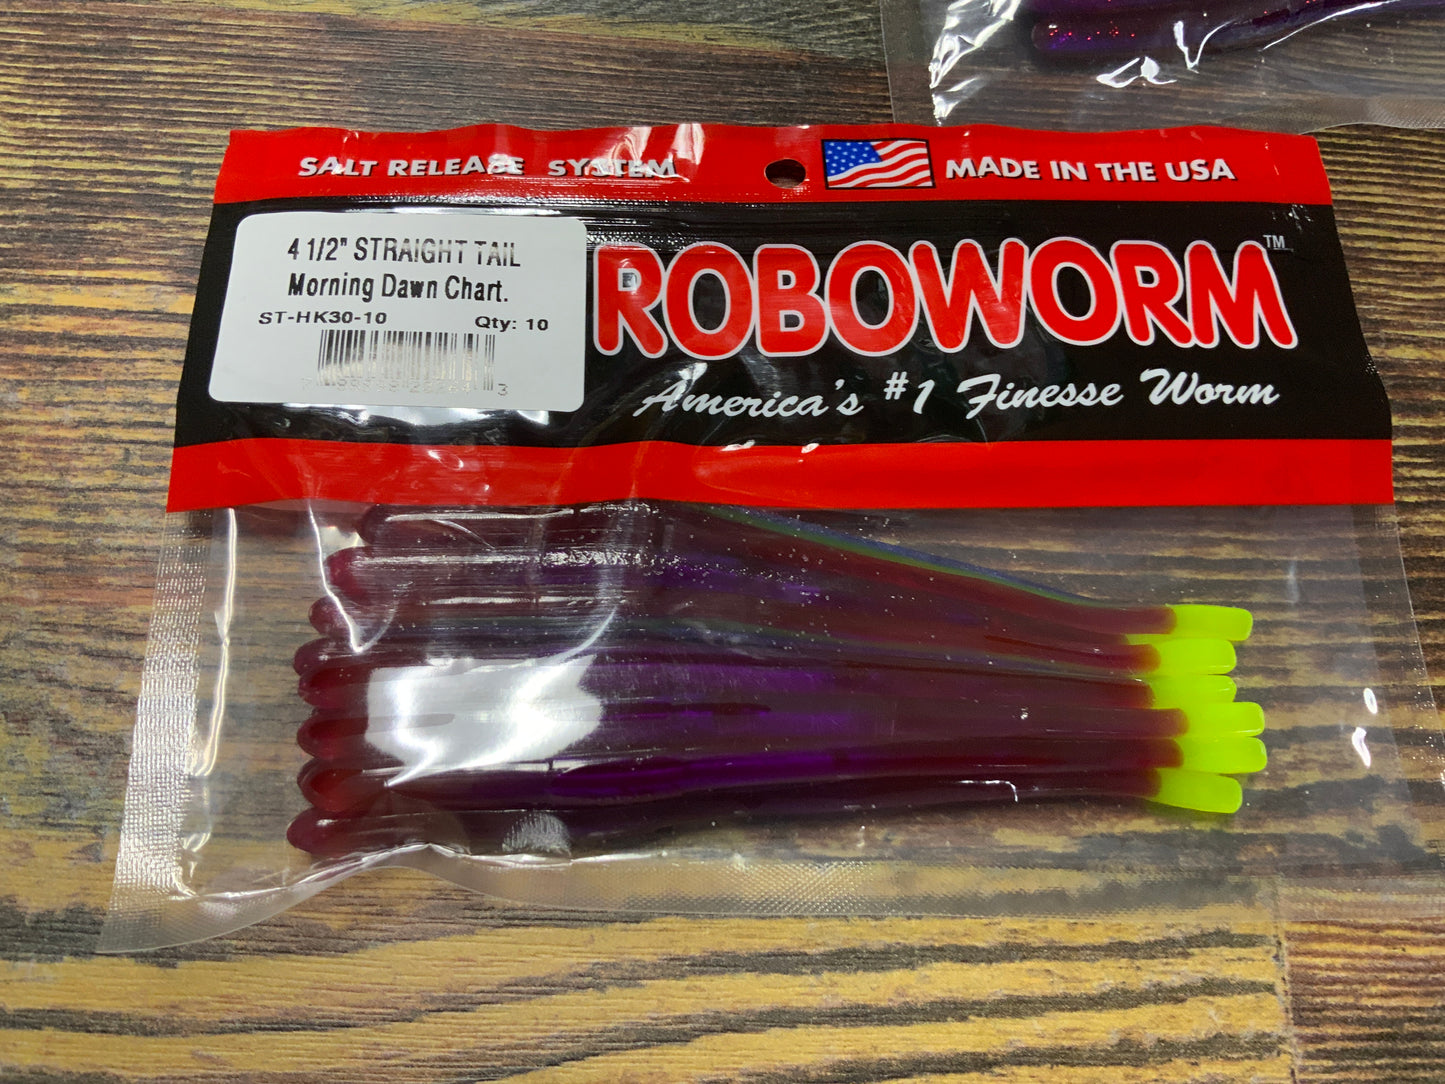 SALT RELEASE SYSTEM
MADE IN THE USA
4 1/2" STRAIGHT TAIL
Morning Dawn Chart.
ST-HK30-10 Qty: 10
ROBOWORM™
America's #1 Finesse Worm